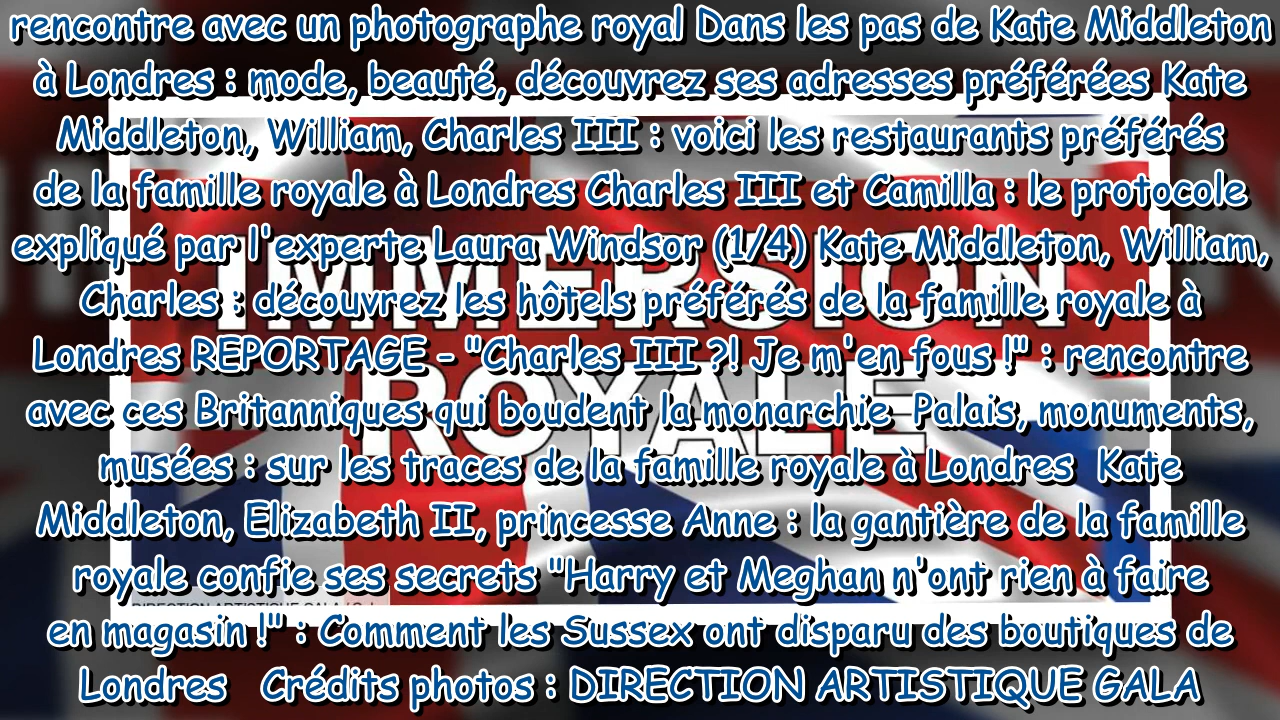 rencontre avec un photographe royal Dans les pas de Kate Middleton
à Londres : mode, beauté, découvrez ses adresses préférées Kate
Middleton, William, Charles III : voici les restaurants préférés
de la famille royale à Londres Charles III et Camilla : le protocole
expliqué par l'experte Laura Windsor (1/4) Kate Middleton, William,
Charles : découvrez les hôtels préférés de la famille royale à
Londres REPORTAGE - "Charles III ?! Je m'en fous !" : rencontre
avec ces Britanniques qui boudent la monarchie  Palais, monuments,
musées : sur les traces de la famille royale à Londres  Kate
Middleton, Elizabeth II, princesse Anne : la gantière de la famille
royale confie ses secrets "Harry et Meghan n'ont rien à faire
en magasin !" : Comment les Sussex ont disparu des boutiques de
Londres   Crédits photos : DIRECTION ARTISTIQUE GALA
IMMERSION
ROYALE